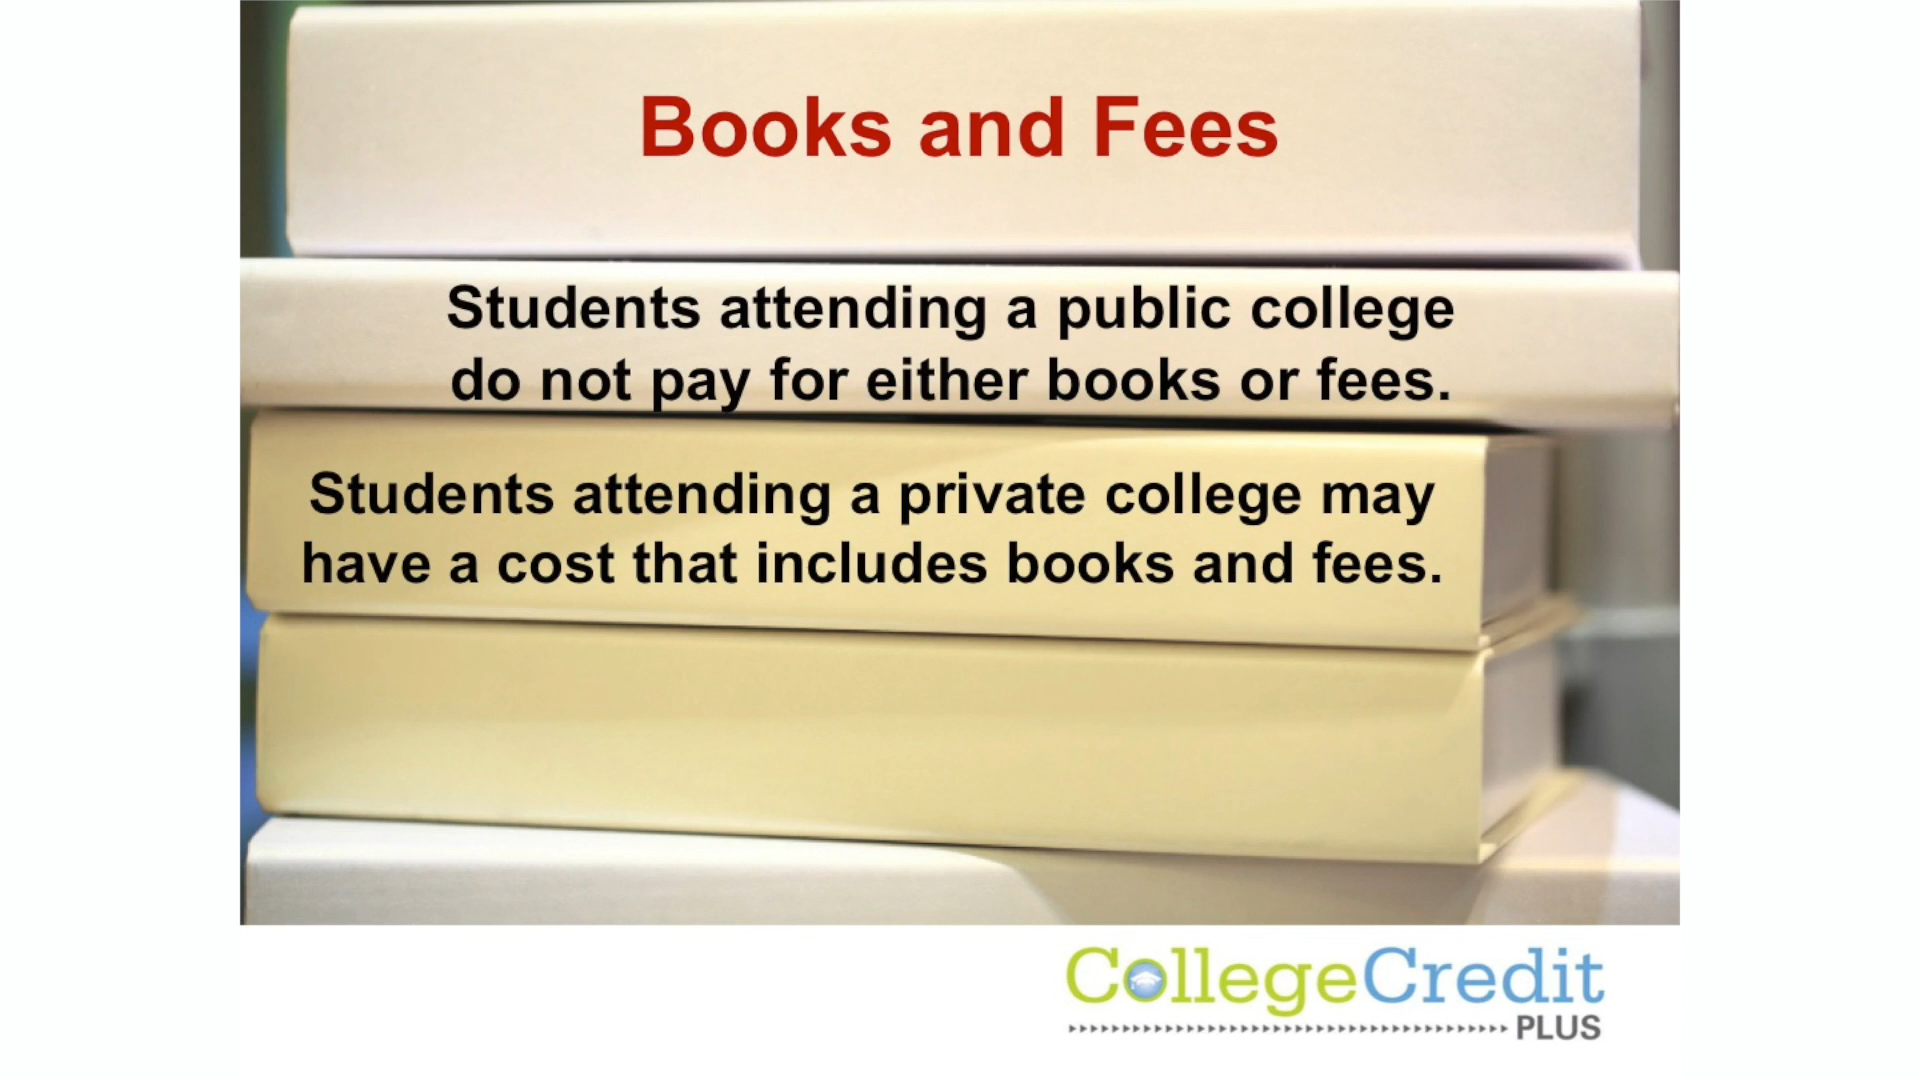 Books and Fees
Students attending a public college
do not pay for either books or fees.
Students attending a private college may
have a cost that includes books and fees.
CollegeCredit
PLUS